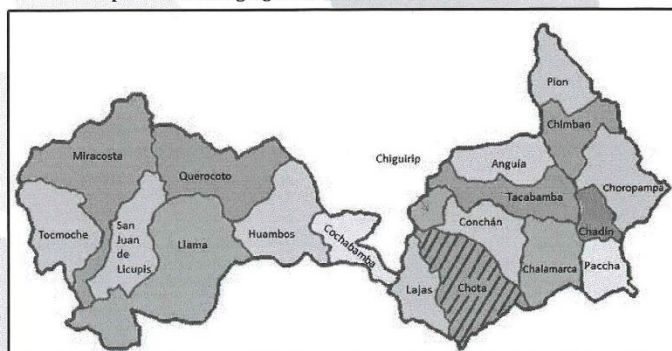 Pion
Chimban
Miracosta
Chiguirip
Anguía
Querocoto
Tacabamba
Choropampa
Tocmoche
San Juan de Licupis
Llama
Huambos
Cochabamba
Conchán
Chadín
Lajas
Chota
Chalamarca
Paccha